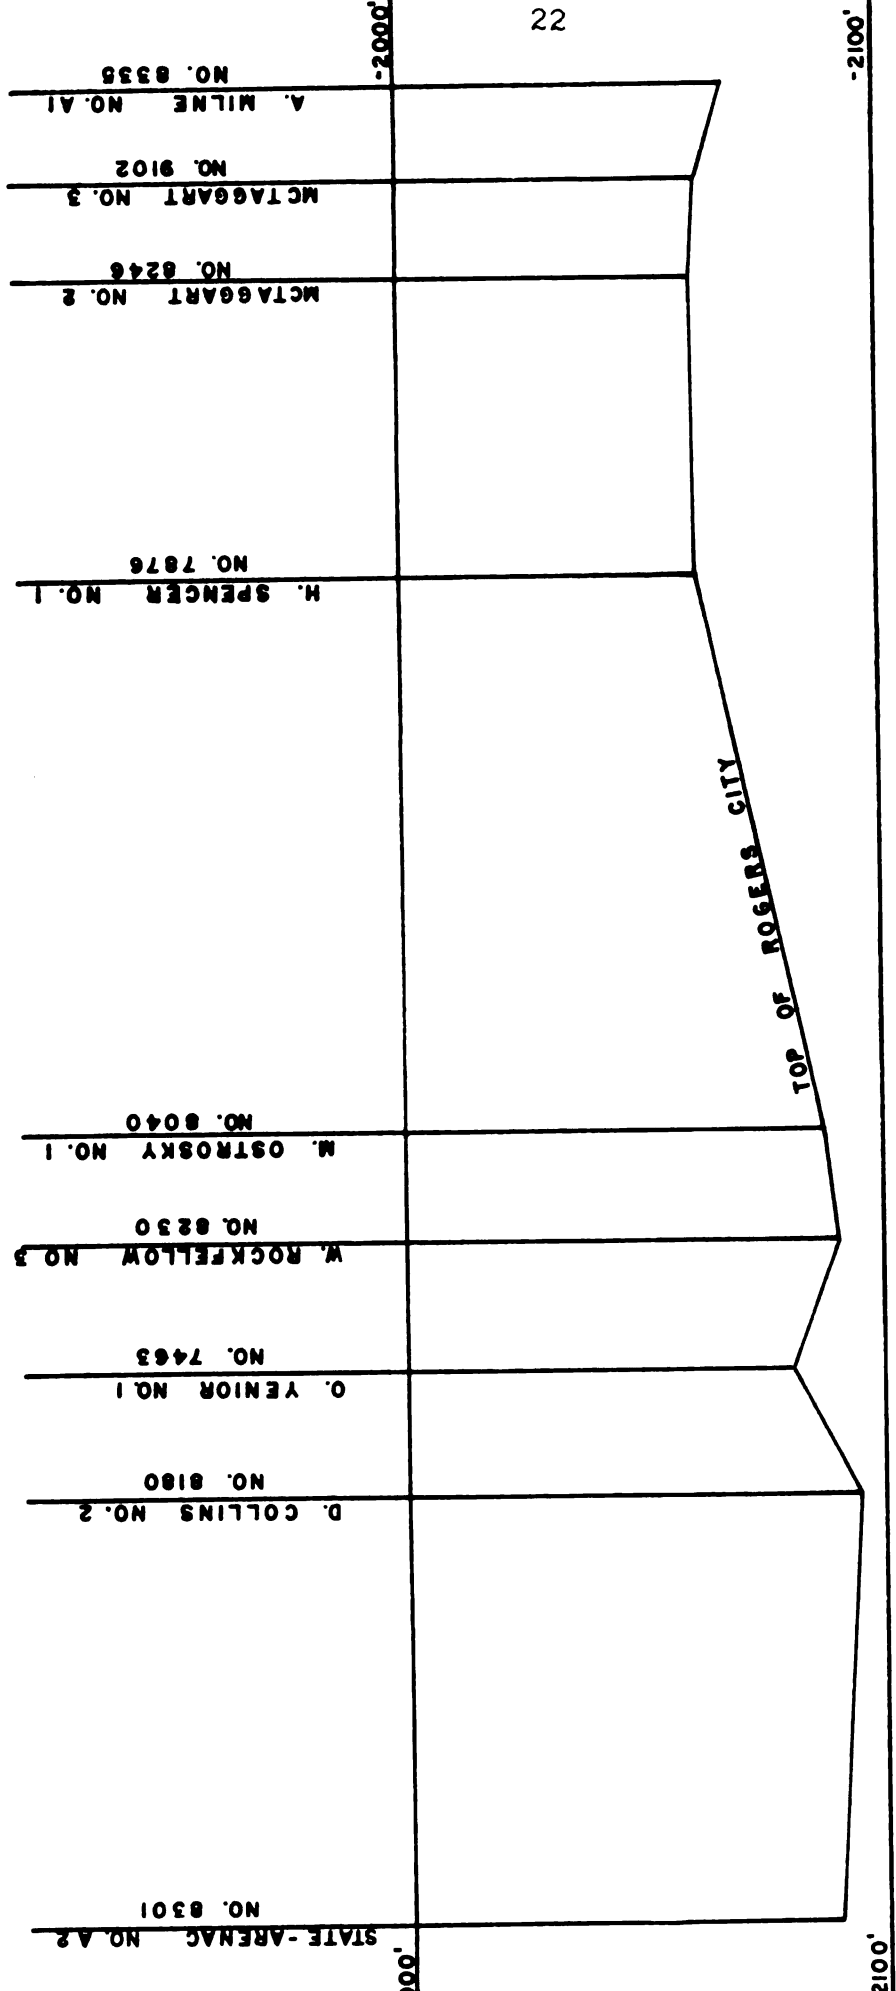 22
-2000'
-2100'
NO. 8335
A. MILNE NO. A1
NO. 9102
MCTAGGART NO. 3
NO. 8246
MCTAGGART NO. 2
NO. 7876
H. SPENCER NO. 1
TOP OF ROGERS CITY
NO. 8040
M. OSTROSKY NO. 1
NO. 8230
W. ROCKFELLOW NO 3
NO. 7463
O. YENIOR NO. 1
NO. 8180
D. COLLINS NO. 2
NO. 8301
STATE-ARENAC NO. A2
000'
2100'